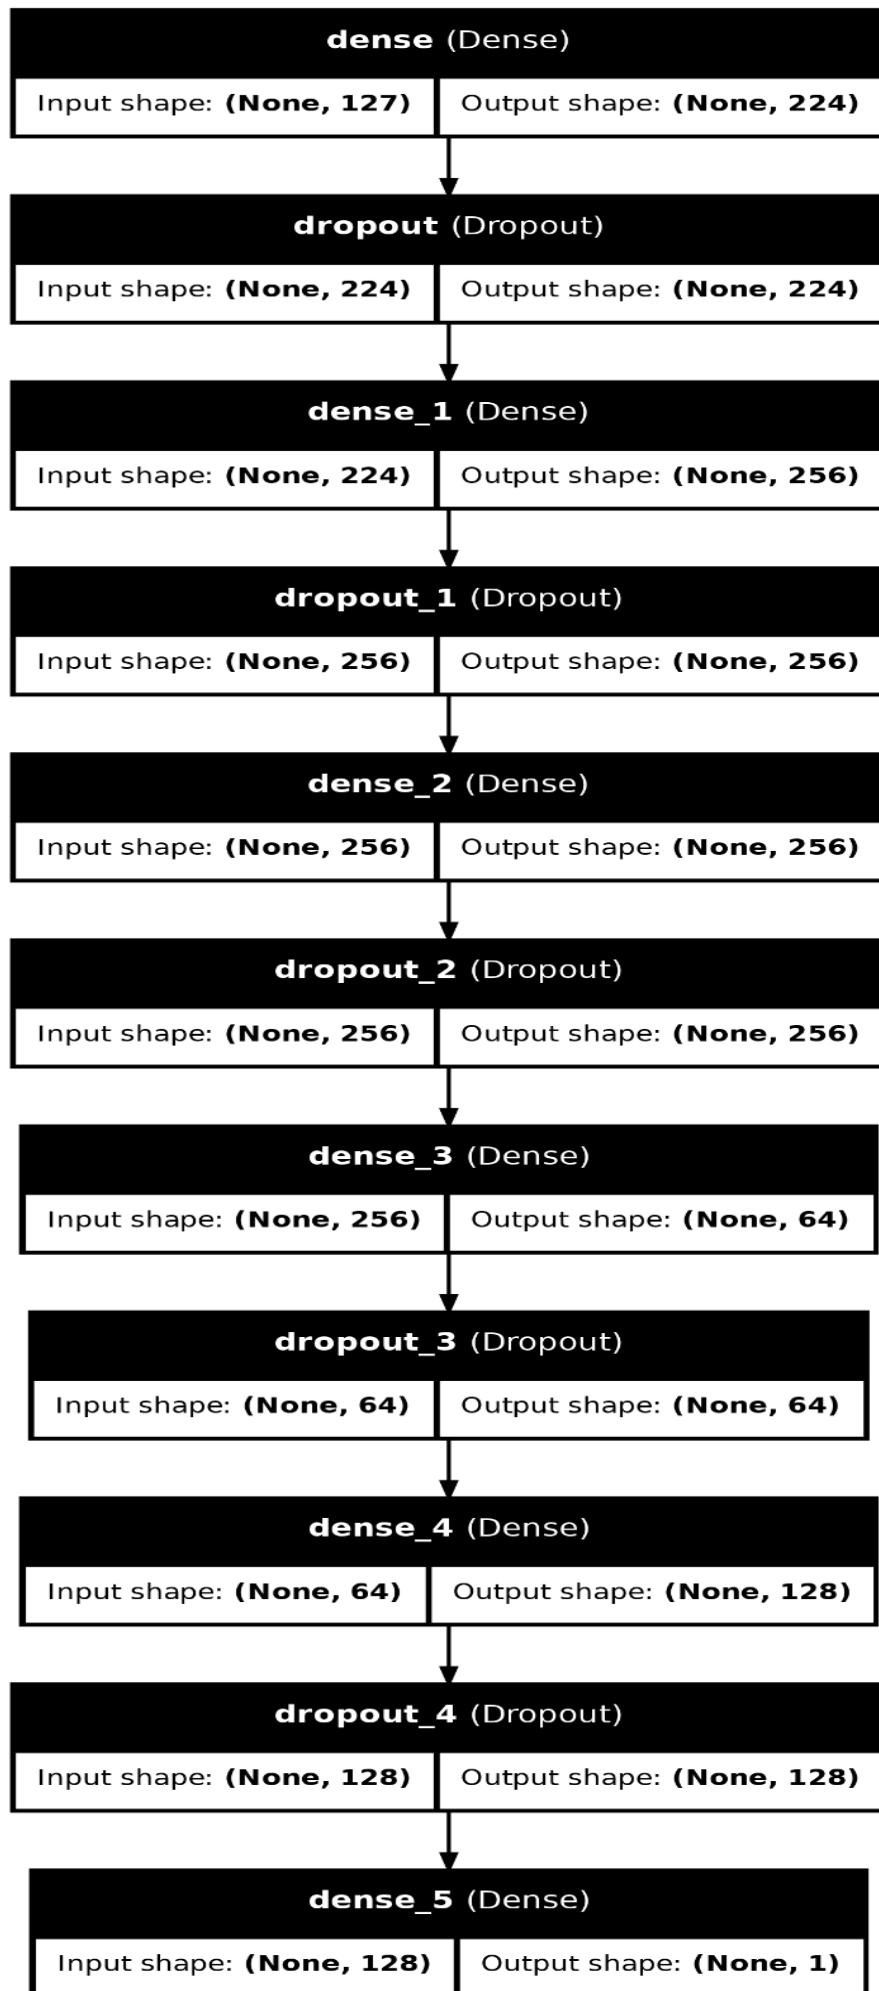 dense (Dense)
Input shape: (None, 127) Output shape: (None, 224)
dropout (Dropout)
Input shape: (None, 224) Output shape: (None, 224)
dense_1 (Dense)
Input shape: (None, 224) Output shape: (None, 256)
dropout_1 (Dropout)
Input shape: (None, 256) Output shape: (None, 256)
dense_2 (Dense)
Input shape: (None, 256) Output shape: (None, 256)
dropout_2 (Dropout)
Input shape: (None, 256) Output shape: (None, 256)
dense_3 (Dense)
Input shape: (None, 256) Output shape: (None, 64)
dropout_3 (Dropout)
Input shape: (None, 64) Output shape: (None, 64)
dense_4 (Dense)
Input shape: (None, 64) Output shape: (None, 128)
dropout_4 (Dropout)
Input shape: (None, 128) Output shape: (None, 128)
dense_5 (Dense)
Input shape: (None, 128) Output shape: (None, 1)